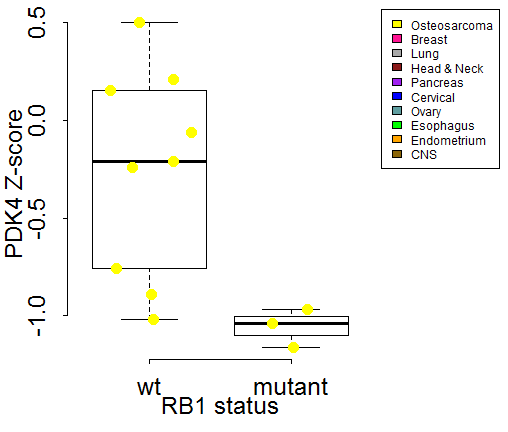 0.5
0.0
-0.5
-1.0
PDK4 Z-score
wt
mutant
RB1 status
Osteosarcoma
Breast
Lung
Head & Neck
Pancreas
Cervical
Ovary
Esophagus
Endometrium
CNS